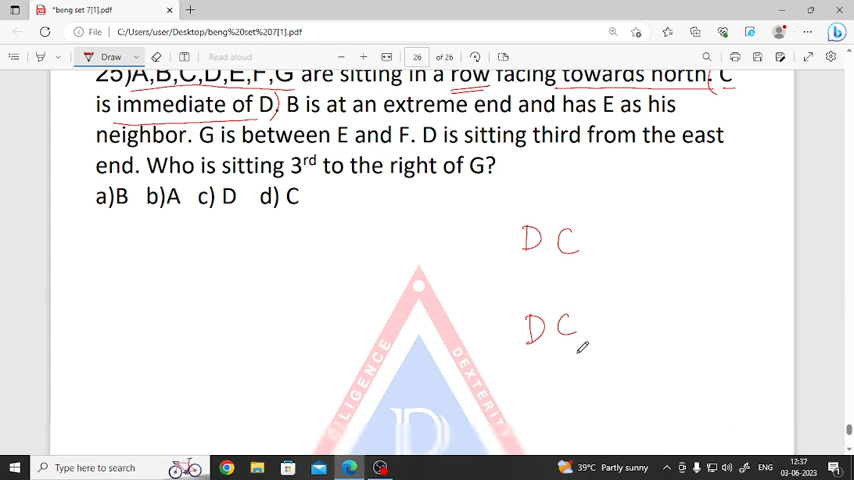 *beng set 7[1].pdf
File
C:/Users/user/Desktop/beng%20set%207[1].pdf
Draw
Read aloud
26
of 26
25)A,B,C,D,E,F,G are sitting in a row facing towards north. C
is immediate of D. B is at an extreme end and has E as his
neighbor. G is between E and F. D is sitting third from the east
end. Who is sitting 3rd to the right of G?
a)B b)A c) D d) C
D C
D C
DILIGENCE
DEXTERITY
D
Type here to search
39°C Partly sunny
ENG
12:37
03-06-2023
1